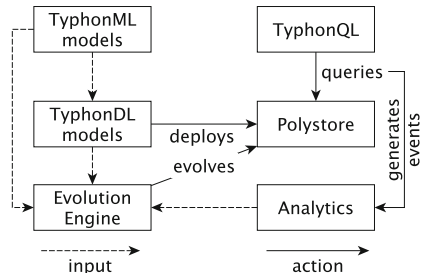 TyphonML
models
TyphonQL
queries
TyphonDL
models
deploys
Polystore
evolves
generates
events
Evolution
Engine
Analytics
input
action